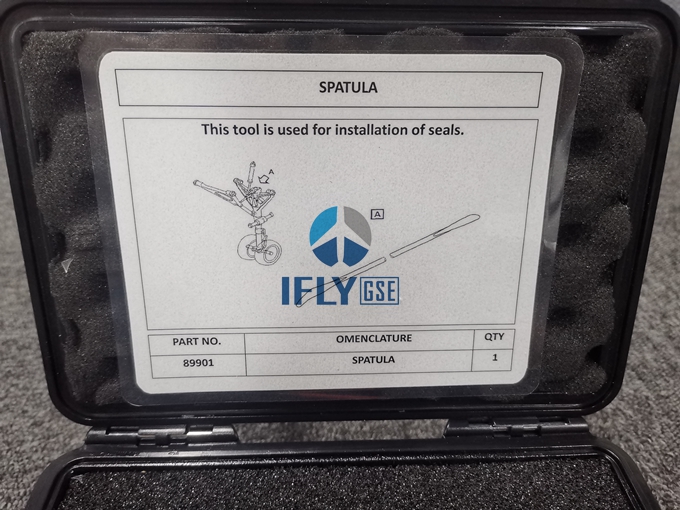 SPATULA
This tool is used for installation of seals.
A
A
IFLY GSE
PART NO. OMENCLATURE QTY
89901 SPATULA 1